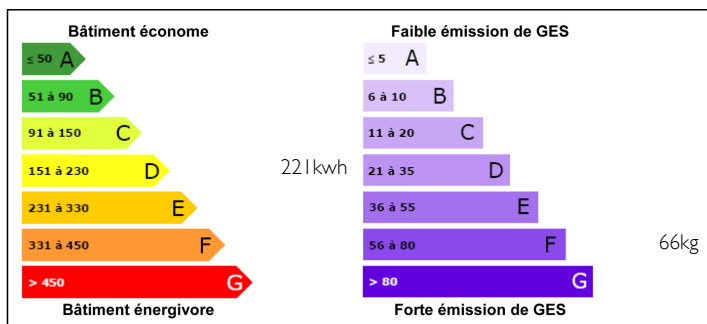 Bâtiment économe
≤ 50 A
51 à 90 B
91 à 150 C
151 à 230 D
221kwh
231 à 330 E
331 à 450 F
> 450 G
Bâtiment énergivore
Faible émission de GES
≤ 5 A
6 à 10 B
11 à 20 C
21 à 35 D
36 à 55 E
56 à 80 F
66kg
> 80 G
Forte émission de GES